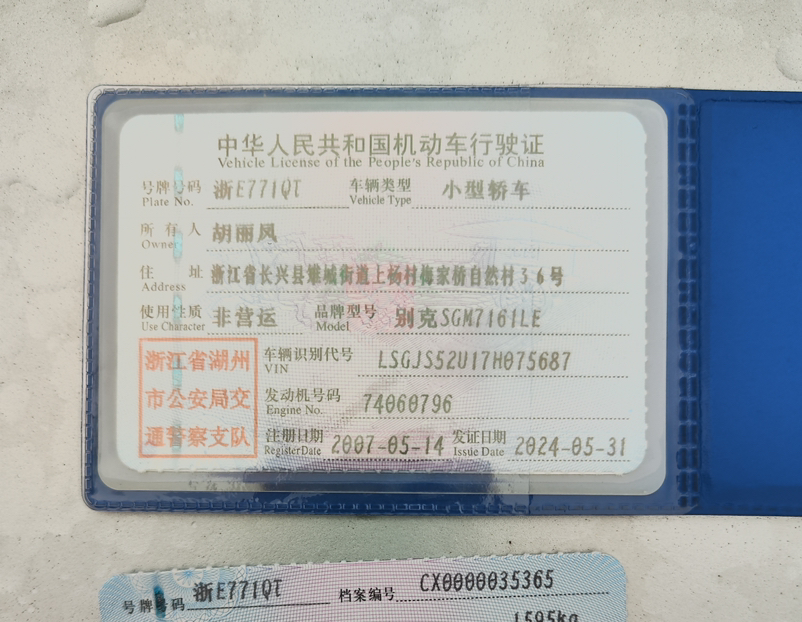 中华人民共和国机动车行驶证
Vehicle License of the People's Republic of China
号牌号码 浙E771QT 车辆类型 小型轿车
Plate No. Vehicle Type
所有人 胡丽凤
Owner
住址 浙江省长兴县雉城街道上杨村梅家桥自然村36号
Address
使用性质 非营运 品牌型号 别克SGM7161LE
Use Character Model
浙江省湖州
市公安局交
通警察支队
车辆识别代号 LSGJS52U17H075687
VIN
发动机号码 74060796
Engine No.
注册日期 2007-05-14 发证日期 2024-05-31
Register Date Issue Date
号牌号码 浙E771QT 档案编号 CX0000035365
1595kg